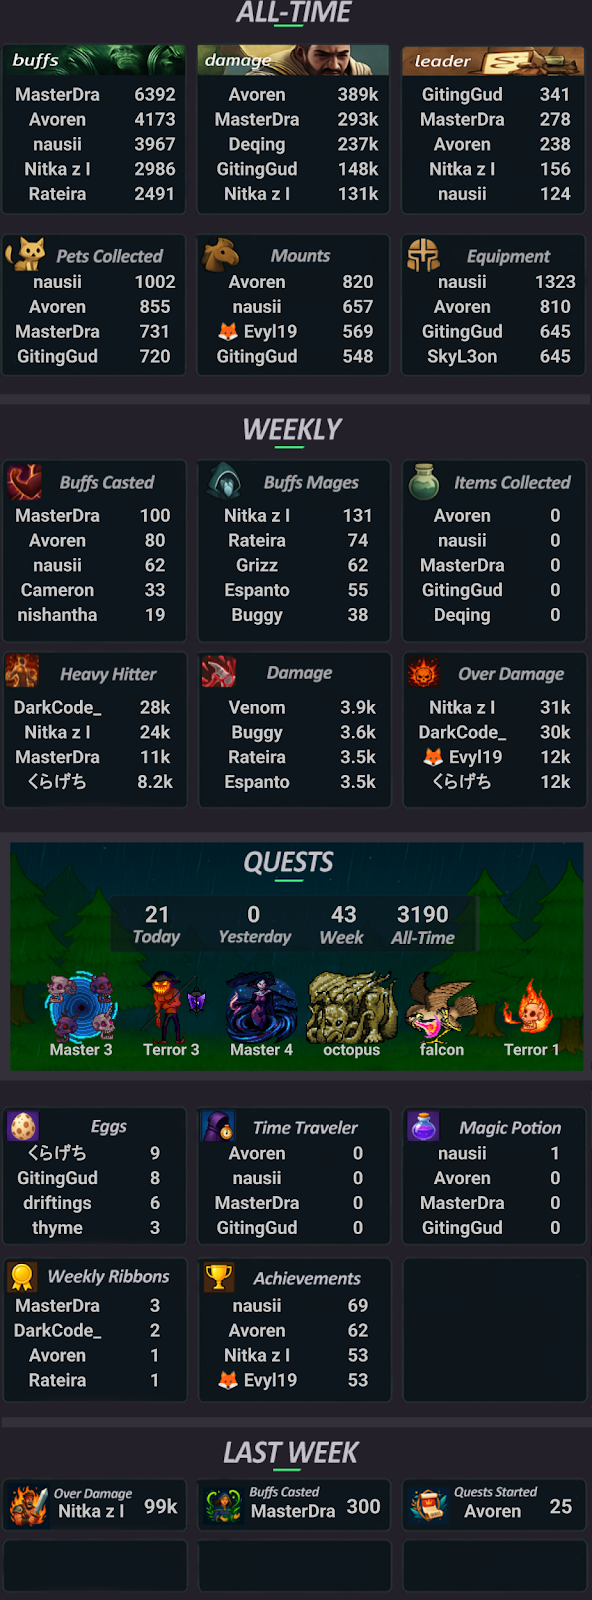 ALL-TIME
buffs
MasterDra 6392
Avoren 4173
nausii 3967
Nitka z l 2986
Rateira 2491
damage
Avoren 389k
MasterDra 293k
Deqing 237k
GitingGud 148k
Nitka z l 131k
leader
GitingGud 341
MasterDra 278
Avoren 238
Nitka z l 156
nausii 124
Pets Collected
nausii 1002
Avoren 855
MasterDra 731
GitingGud 720
Mounts
Avoren 820
nausii 657
🦊 Evyl19 569
GitingGud 548
Equipment
nausii 1323
Avoren 810
GitingGud 645
SkyL3on 645
WEEKLY
Buffs Casted
MasterDra 100
Avoren 80
nausii 62
Cameron 33
nishantha 19
Buffs Mages
Nitka z l 131
Rateira 74
Grizz 62
Espanto 55
Buggy 38
Items Collected
Avoren 0
nausii 0
MasterDra 0
GitingGud 0
Deqing 0
Heavy Hitter
DarkCode_ 28k
Nitka z l 24k
MasterDra 11k
くらげち 8.2k
Damage
Venom 3.9k
Buggy 3.6k
Rateira 3.5k
Espanto 3.5k
Over Damage
Nitka z l 31k
DarkCode_ 30k
🦊 Evyl19 12k
くらげち 12k
QUESTS
21 0 43 3190
Today Yesterday Week All-Time
Master 3 Terror 3 Master 4 octopus falcon Terror 1
Eggs
くらげち 9
GitingGud 8
driftings 6
thyme 3
Time Traveler
Avoren 0
nausii 0
MasterDra 0
GitingGud 0
Magic Potion
nausii 1
Avoren 0
MasterDra 0
GitingGud 0
Weekly Ribbons
MasterDra 3
DarkCode_ 2
Avoren 1
Rateira 1
Achievements
nausii 69
Avoren 62
Nitka z l 53
🦊 Evyl19 53
LAST WEEK
Over Damage
Nitka z l 99k
Buffs Casted
MasterDra 300
Quests Started
Avoren 25